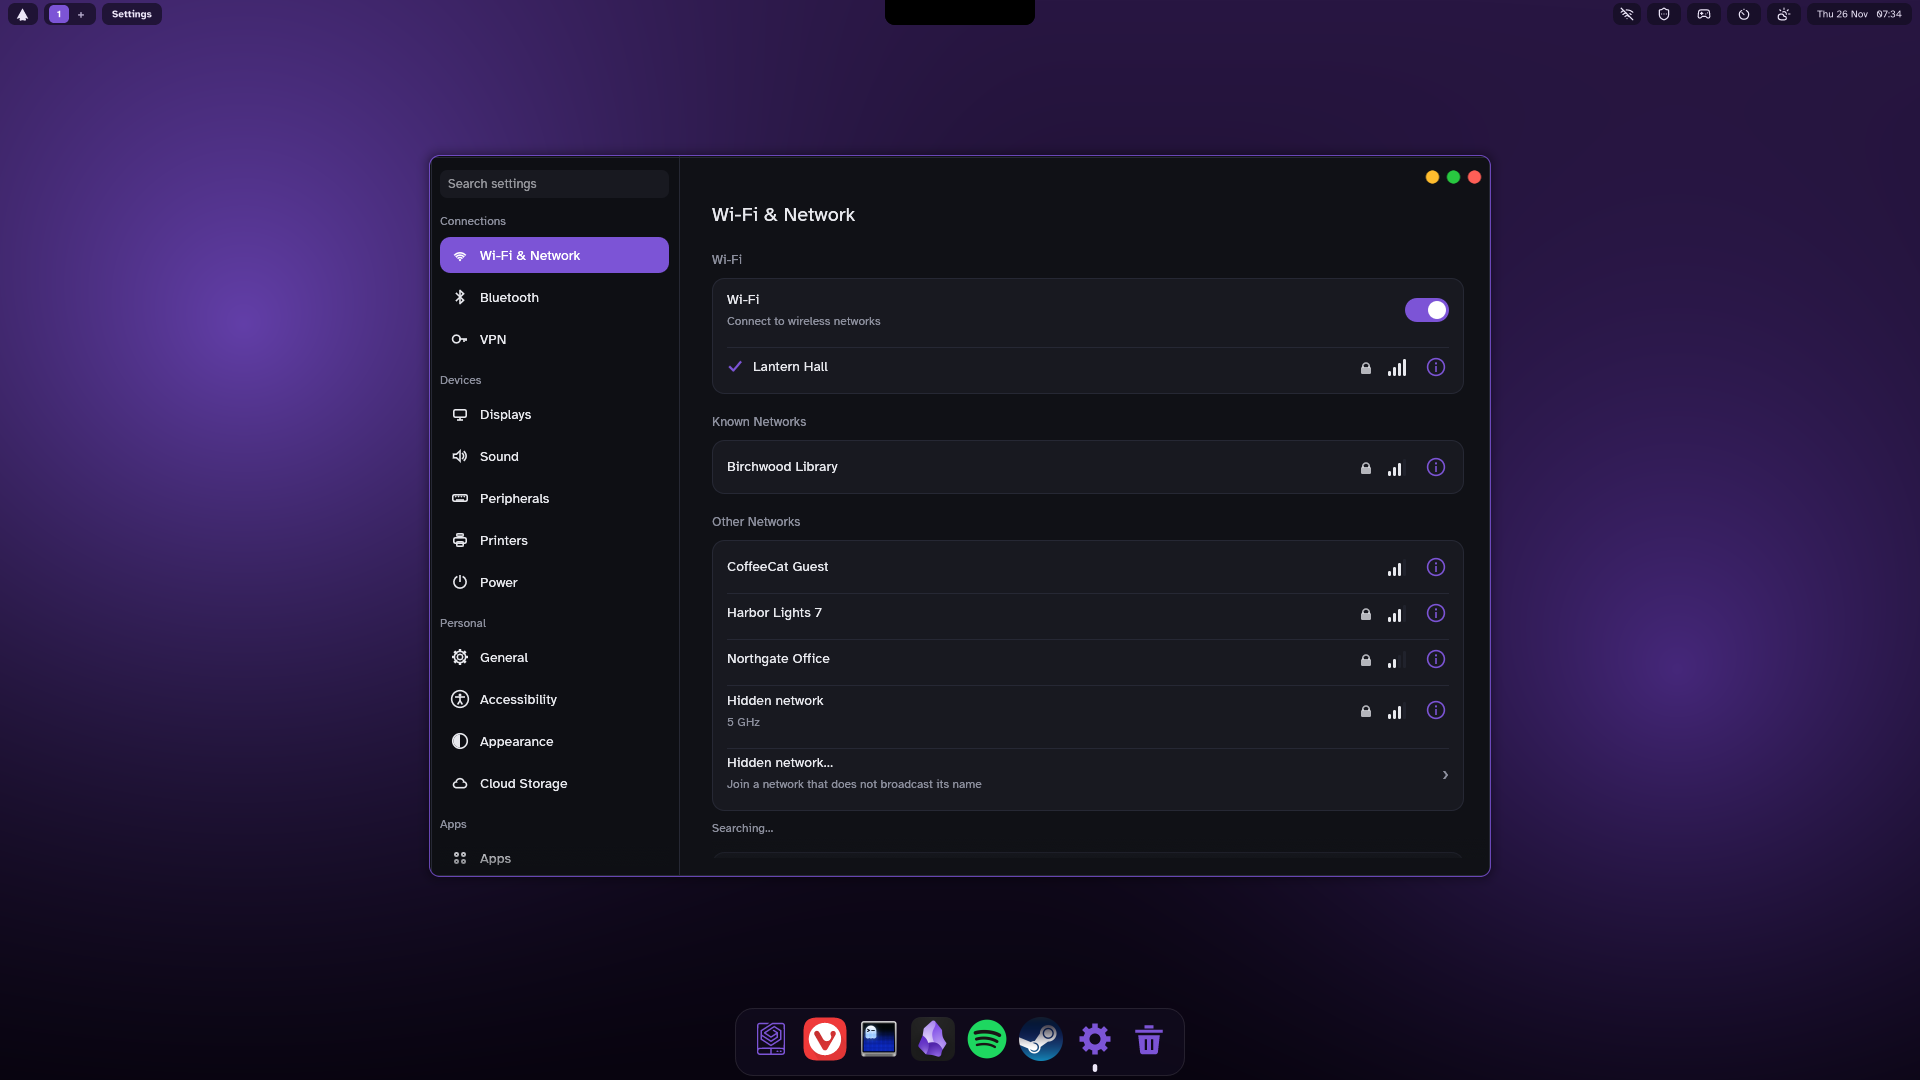 1 +
Settings
Thu 26 Nov 07:34
Search settings
Connections
Wi-Fi & Network
Bluetooth
VPN
Devices
Displays
Sound
Peripherals
Printers
Power
Personal
General
Accessibility
Appearance
Cloud Storage
Apps
Apps
Wi-Fi & Network
Wi-Fi
Wi-Fi
Connect to wireless networks
Lantern Hall
Known Networks
Birchwood Library
Other Networks
CoffeeCat Guest
Harbor Lights 7
Northgate Office
Hidden network
5 GHz
Hidden network...
Join a network that does not broadcast its name
Searching...